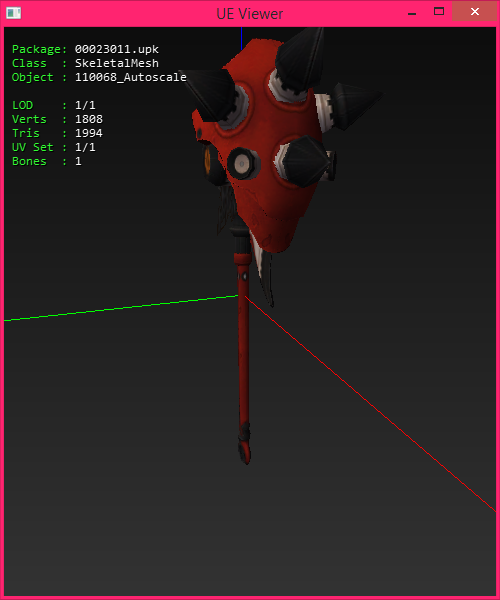 UE Viewer
Package: 00023011.upk
Class  : SkeletalMesh
Object : 110068_Autoscale
LOD    : 1/1
Verts  : 1808
Tris   : 1994
UV Set : 1/1
Bones  : 1